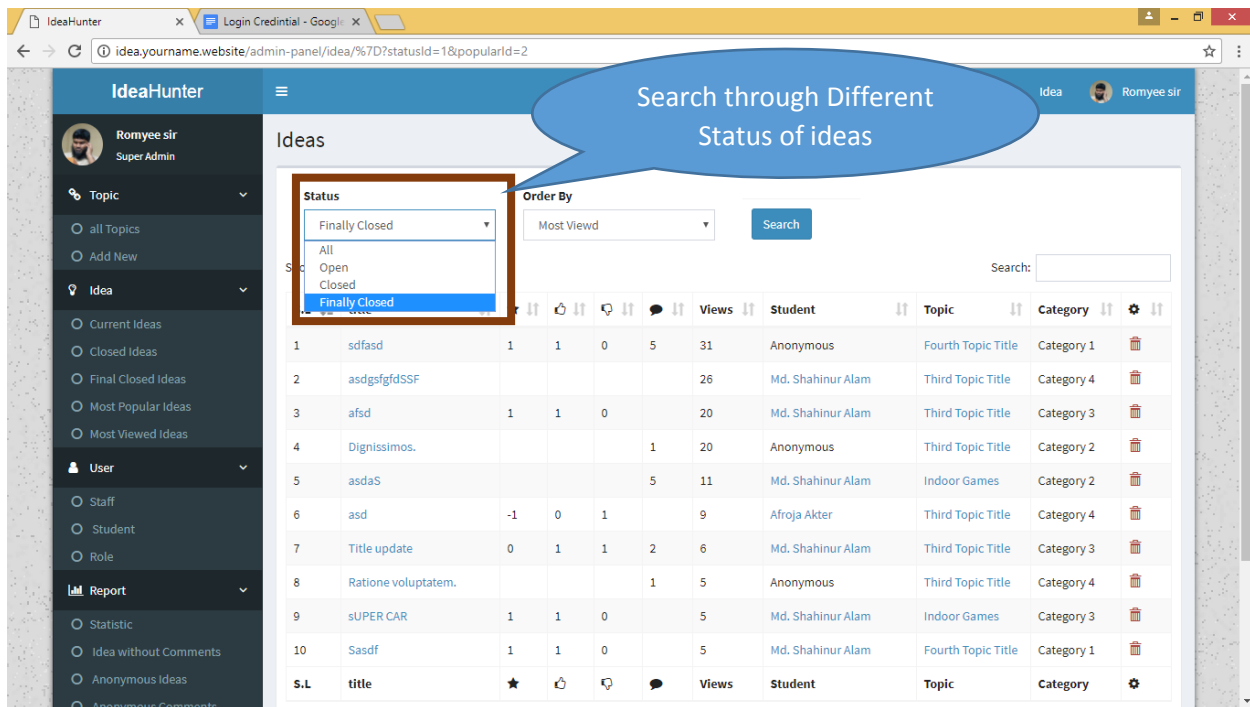 IdeaHunter
Login Credintial - Google
idea.yourname.website/admin-panel/idea/%7D?statusId=1&popularId=2
IdeaHunter
Idea Romyee sir
Search through Different
Status of ideas
Romyee sir
Super Admin
Topic
all Topics
Add New
Idea
Current Ideas
Closed Ideas
Final Closed Ideas
Most Popular Ideas
Most Viewed Ideas
User
Staff
Student
Role
Report
Statistic
Idea without Comments
Anonymous Ideas
Anonymous Comments
Ideas
Status Order By
Finally Closed Most Viewd Search
All
Open
Closed
Finally Closed
Search:
title Views Student Topic Category
1 sdfasd 1 1 0 5 31 Anonymous Fourth Topic Title Category 1
2 asdgsfgfdSSF 26 Md. Shahinur Alam Third Topic Title Category 4
3 afsd 1 1 0 20 Md. Shahinur Alam Third Topic Title Category 3
4 Dignissimos. 1 20 Anonymous Third Topic Title Category 2
5 asdaS 5 11 Md. Shahinur Alam Indoor Games Category 2
6 asd -1 0 1 9 Afroja Akter Third Topic Title Category 4
7 Title update 0 1 1 2 6 Md. Shahinur Alam Third Topic Title Category 3
8 Ratione voluptatem. 1 5 Anonymous Third Topic Title Category 4
9 sUPER CAR 1 1 0 5 Md. Shahinur Alam Indoor Games Category 3
10 Sasdf 1 1 0 5 Md. Shahinur Alam Fourth Topic Title Category 1
S.L title Views Student Topic Category